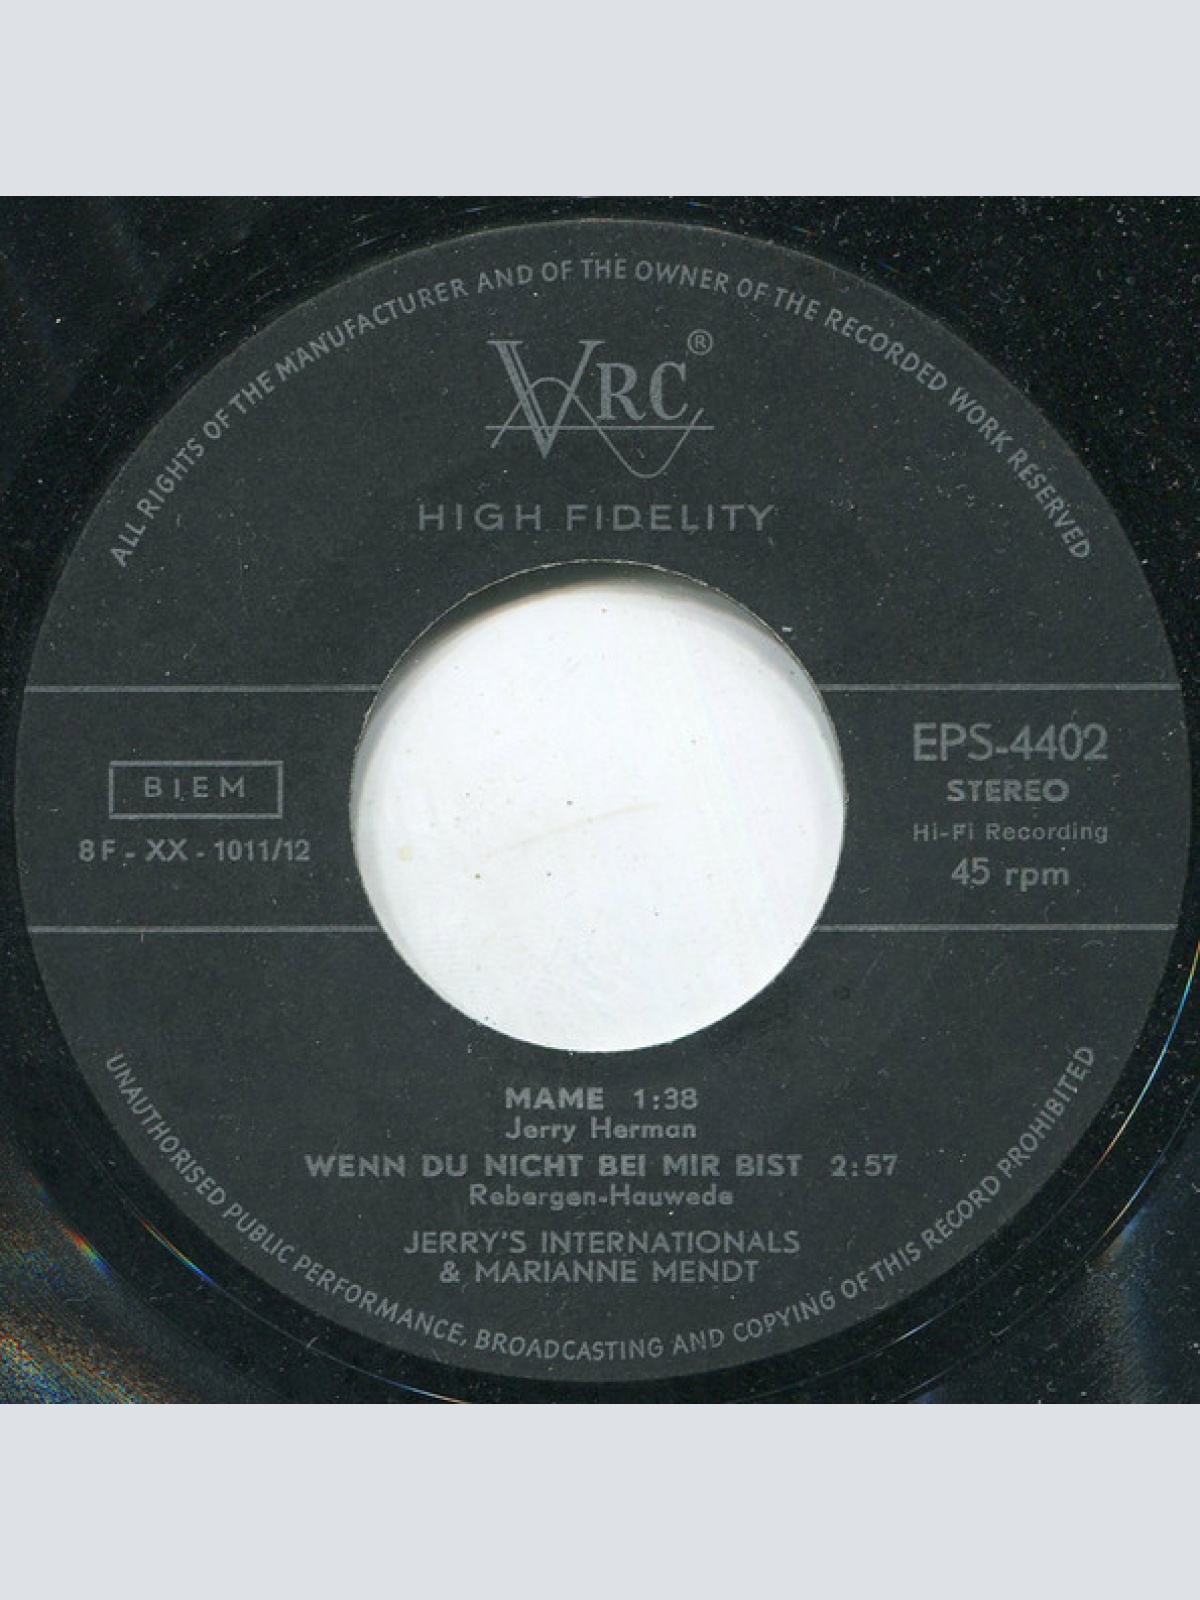 ALL RIGHTS OF THE MANUFACTURER AND OF THE OWNER OF THE RECORDED WORK RESERVED
VRC®
HIGH FIDELITY
BIEM
8F - XX - 1011/12
EPS-4402
STEREO
Hi-Fi Recording
45 rpm
MAME 1:38
Jerry Herman
WENN DU NICHT BEI MIR BIST 2:57
Rebergen-Hauwede
JERRY'S INTERNATIONALS
& MARIANNE MENDT
UNAUTHORISED PUBLIC PERFORMANCE, BROADCASTING AND COPYING OF THIS RECORD PROHIBITED